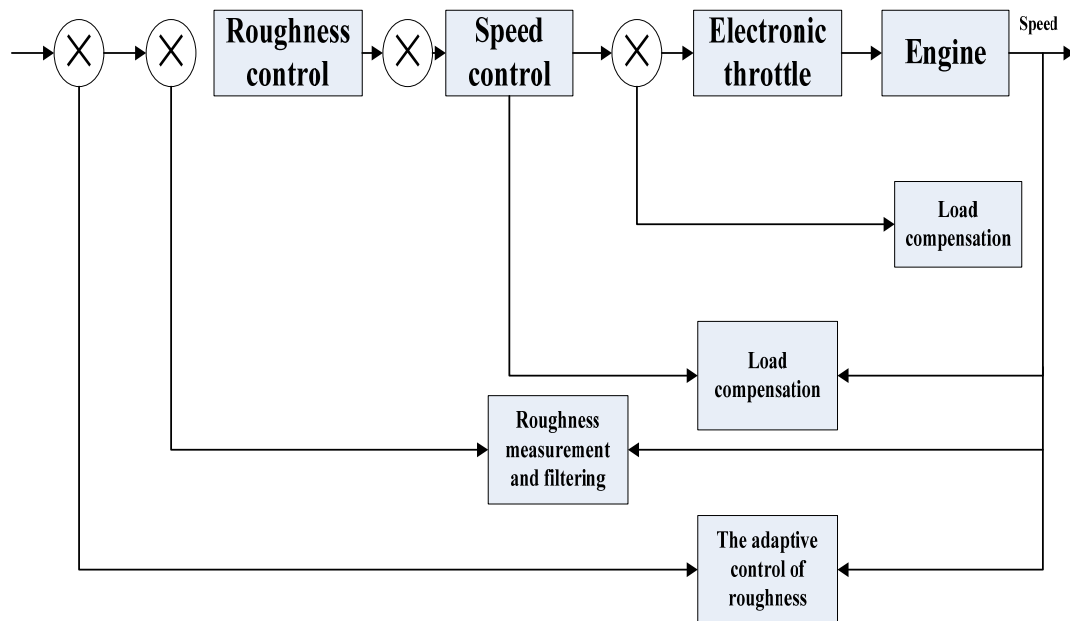 Roughness
control
Speed
control
Electronic
throttle
Engine
Speed
Load
compensation
Load
compensation
Roughness
measurement
and filtering
The adaptive
control of
roughness